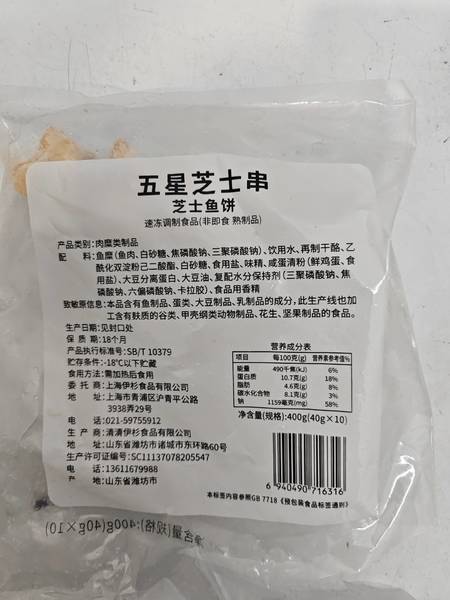 五星芝士串
芝士鱼饼
速冻调制食品(非即食 熟制品)
产品类别:肉糜类制品
配 料:鱼糜(鱼肉、白砂糖、焦磷酸钠、三聚磷酸钠)、饮用水、再制干酪、乙
酰化双淀粉己二酸酯、白砂糖、食用盐、味精、咸蛋清粉(鲜鸡蛋、食
用盐)、大豆分离蛋白、大豆油、复配水分保持剂(三聚磷酸钠、焦
磷酸钠、六偏磷酸钠、卡拉胶)、食品用香精
致敏原信息:本品含有鱼制品、蛋类、大豆制品、乳制品的成分,此生产线也加
工含有麸质的谷类、甲壳纲类动物制品、花生、坚果制品的食品。
生产日期:见封口处
保 质 期:18个月
产品执行标准号:SB/T 10379
贮存条件:-18℃以下贮藏
食用方法:需加热后食用
委 托 商:上海伊杉食品有限公司
地 址:上海市青浦区沪青平公路
3938弄29号
电 话:021-59755912
生 产 商:清清伊杉食品有限公司
地 址:山东省潍坊市诸城市东环路60号
生产许可证编号:SC11137078205547
电 话:13611679988
产 地:山东省潍坊市
营养成分表
项目 每100克(g) 营养素参考值%
能量 490千焦(kJ) 6%
蛋白质 10.7克(g) 18%
脂肪 4.6克(g) 8%
碳水化合物 8.1克(g) 3%
钠 1159毫克(mg) 58%
净含量(规格):400g(40g×10)
6 940490 716316
本标签内容参照GB 7718《预包装食品标签通则》
净含量(规格):400g(40g×10)